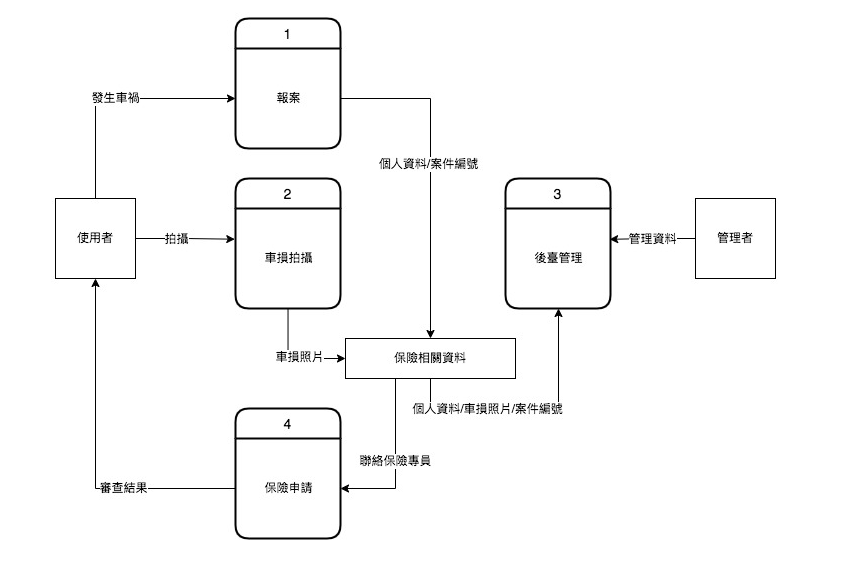 1
發生車禍
報案
個人資料/案件編號
2
3
使用者
拍攝
車損拍攝
後臺管理
管理資料
管理者
車損照片
保險相關資料
個人資料/車損照片/案件編號
4
聯絡保險專員
審查結果
保險申請